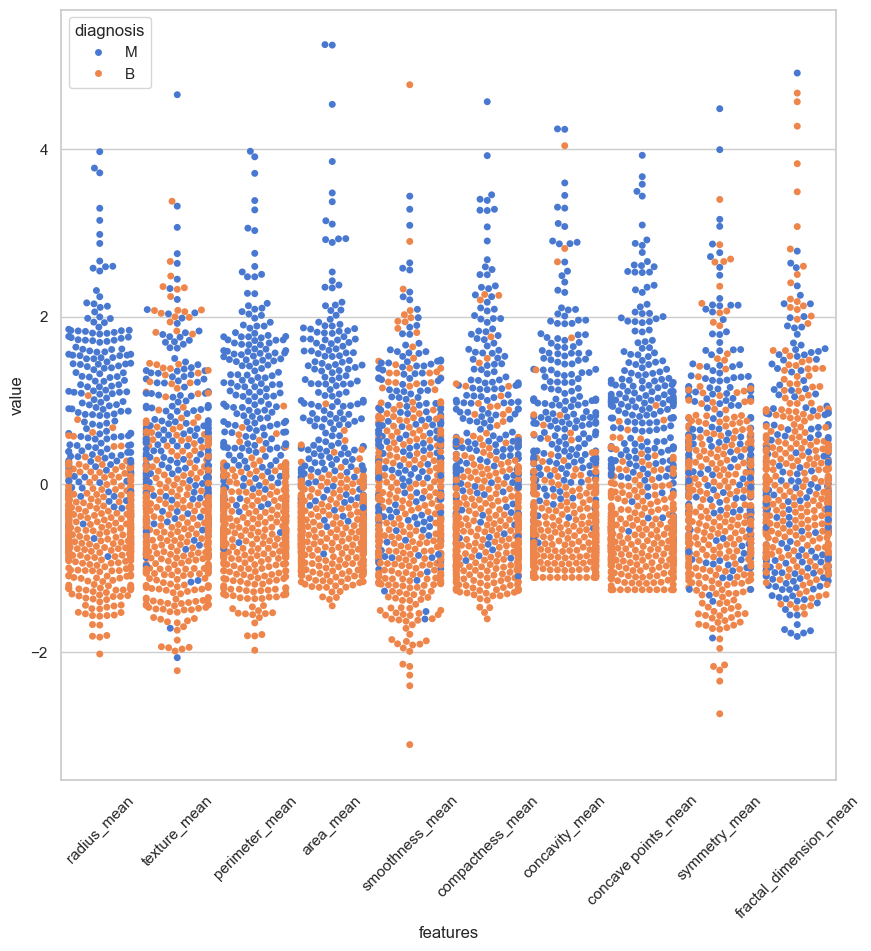 diagnosis
M
B
4
2
0
−2
value
radius_mean
texture_mean
perimeter_mean
area_mean
smoothness_mean
compactness_mean
concavity_mean
concave points_mean
symmetry_mean
fractal_dimension_mean
features